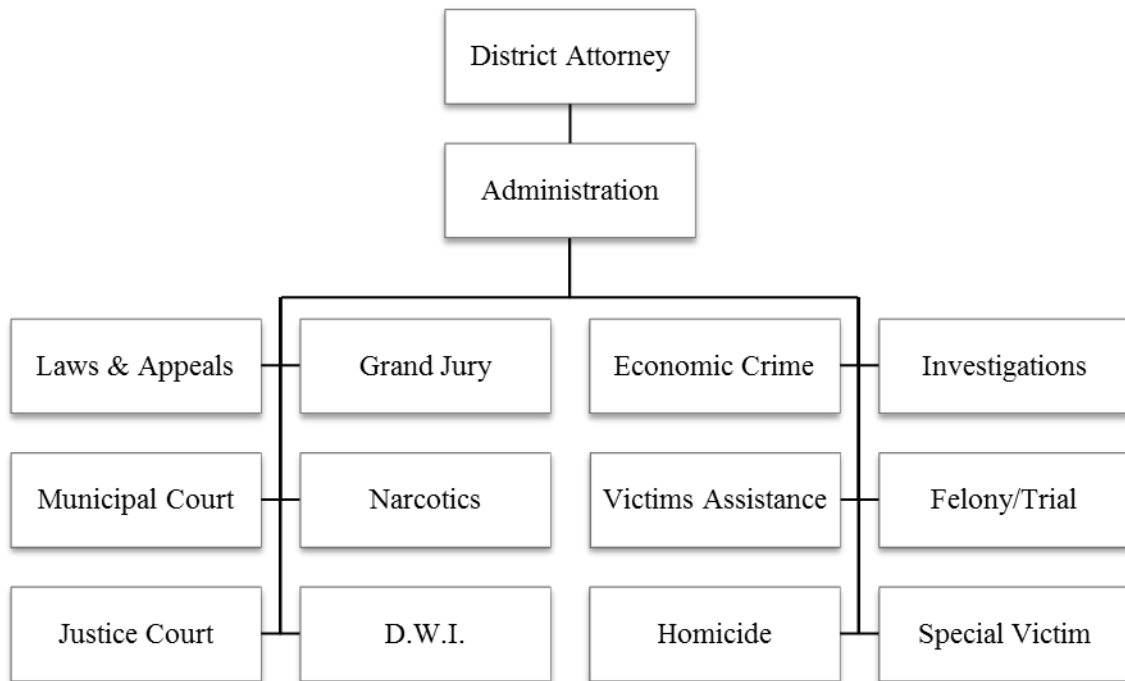 District Attorney
Administration
Laws & Appeals
Grand Jury
Economic Crime
Investigations
Municipal Court
Narcotics
Victims Assistance
Felony/Trial
Justice Court
D.W.I.
Homicide
Special Victim